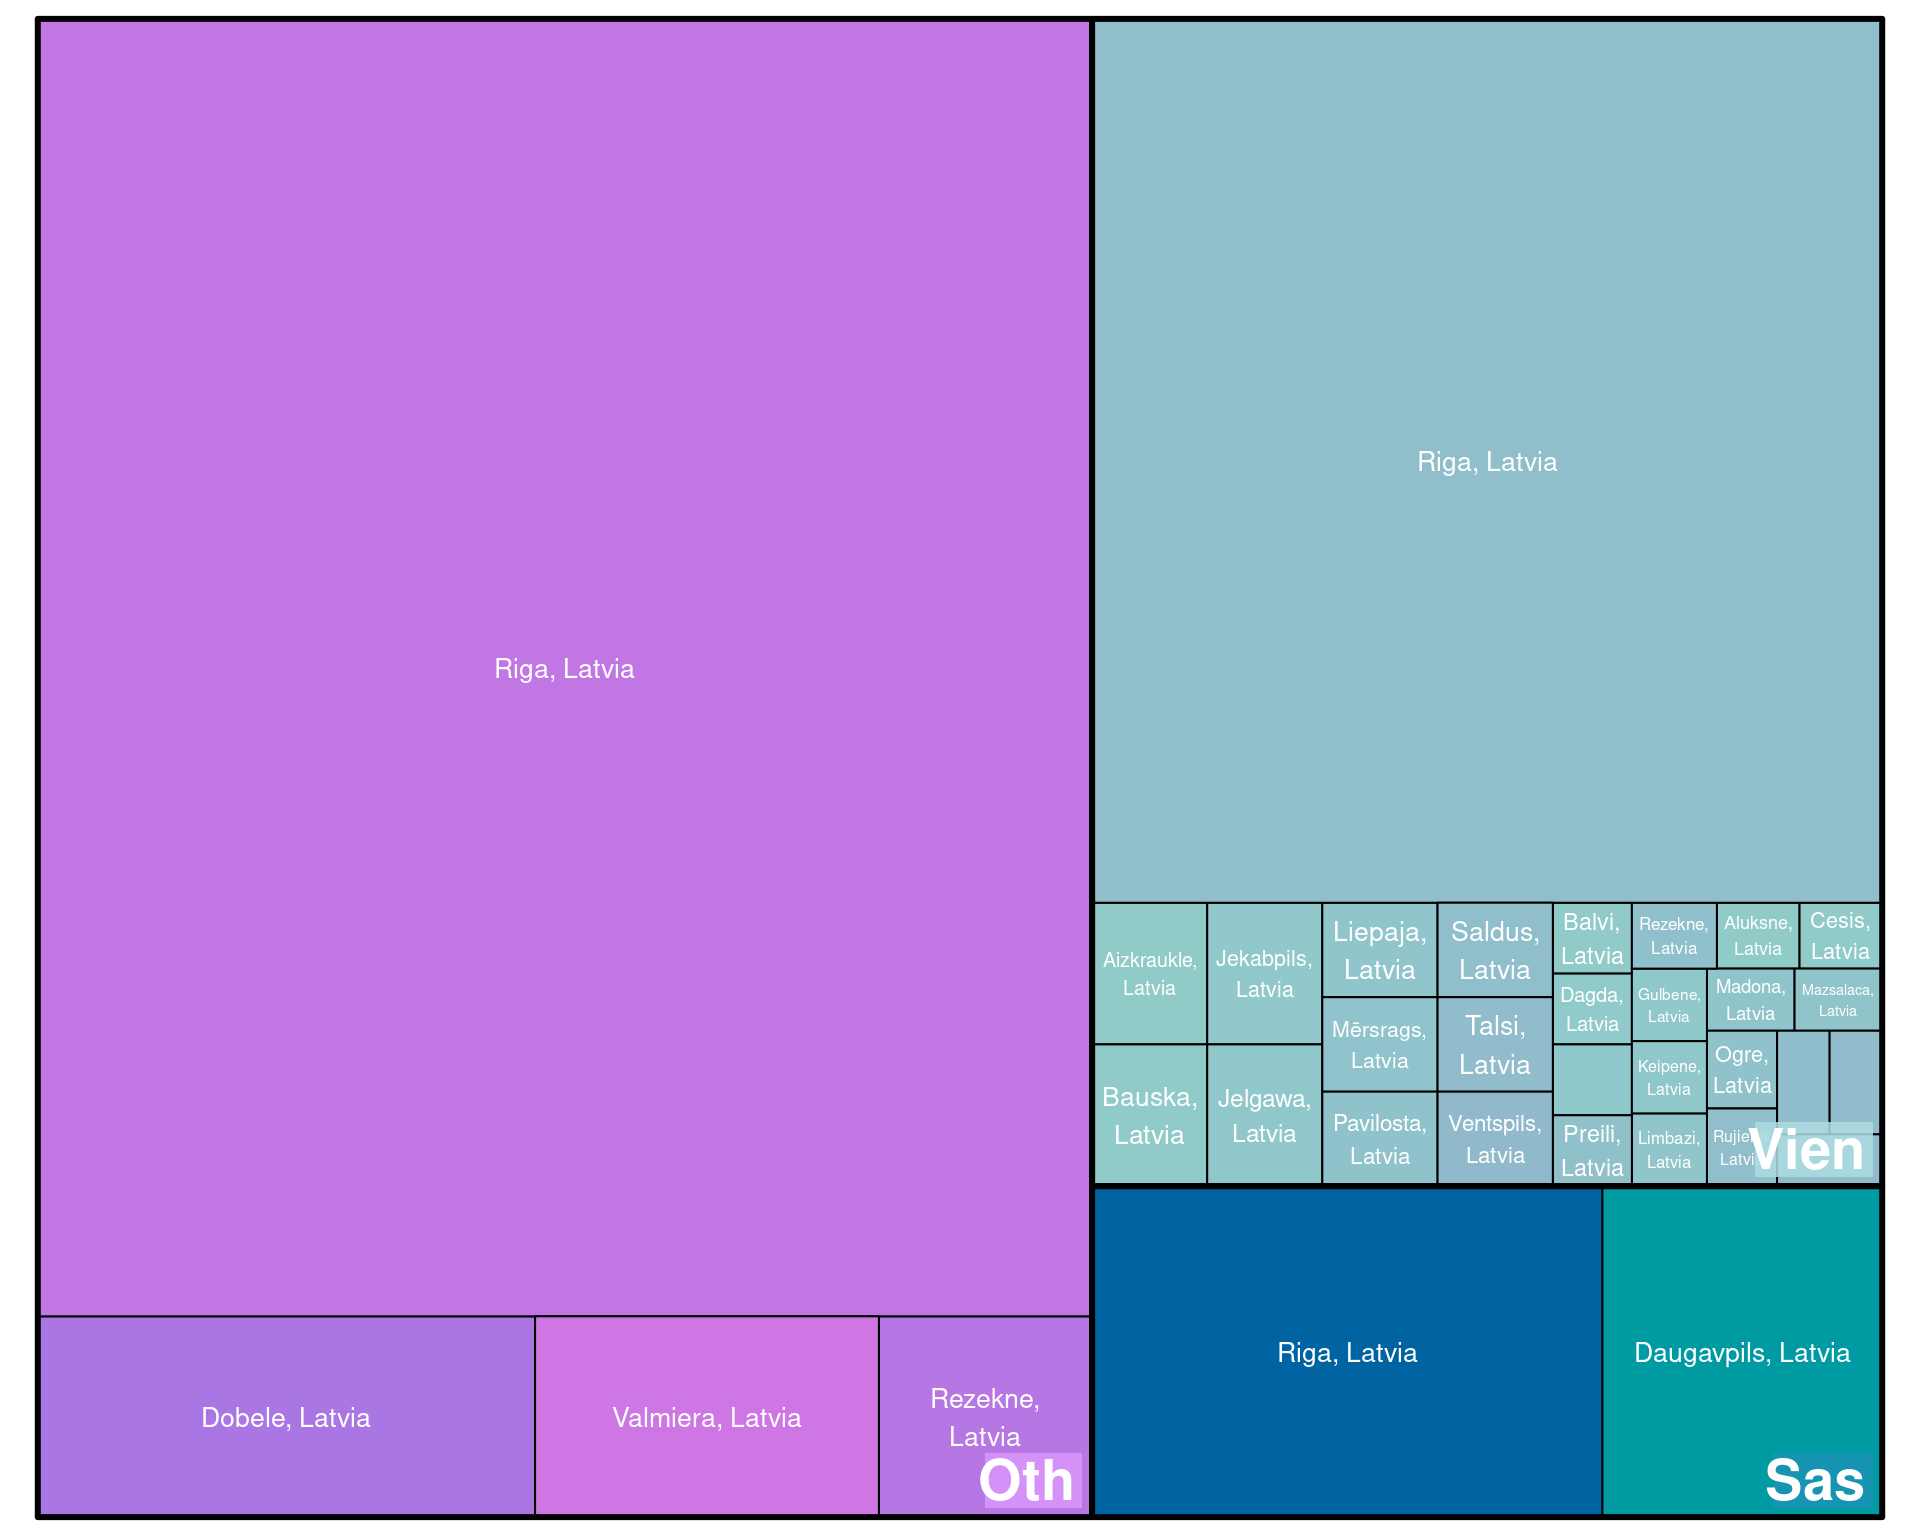 Riga, Latvia
Dobele, Latvia
Valmiera, Latvia
Rezekne,
Latvia
Oth
Riga, Latvia
Aizkraukle,
Latvia
Jekabpils,
Latvia
Liepaja,
Latvia
Saldus,
Latvia
Balvi,
Latvia
Rezekne,
Latvia
Aluksne,
Latvia
Cesis,
Latvia
Dagda,
Latvia
Gulbene,
Latvia
Madona,
Latvia
Mazsalaca,
Latvia
Mērsrags,
Latvia
Talsi,
Latvia
Ogre,
Latvia
Keipene,
Latvia
Bauska,
Latvia
Jelgawa,
Latvia
Pavilosta,
Latvia
Ventspils,
Latvia
Preili,
Latvia
Limbazi,
Latvia
Vien
Riga, Latvia
Daugavpils, Latvia
Sas